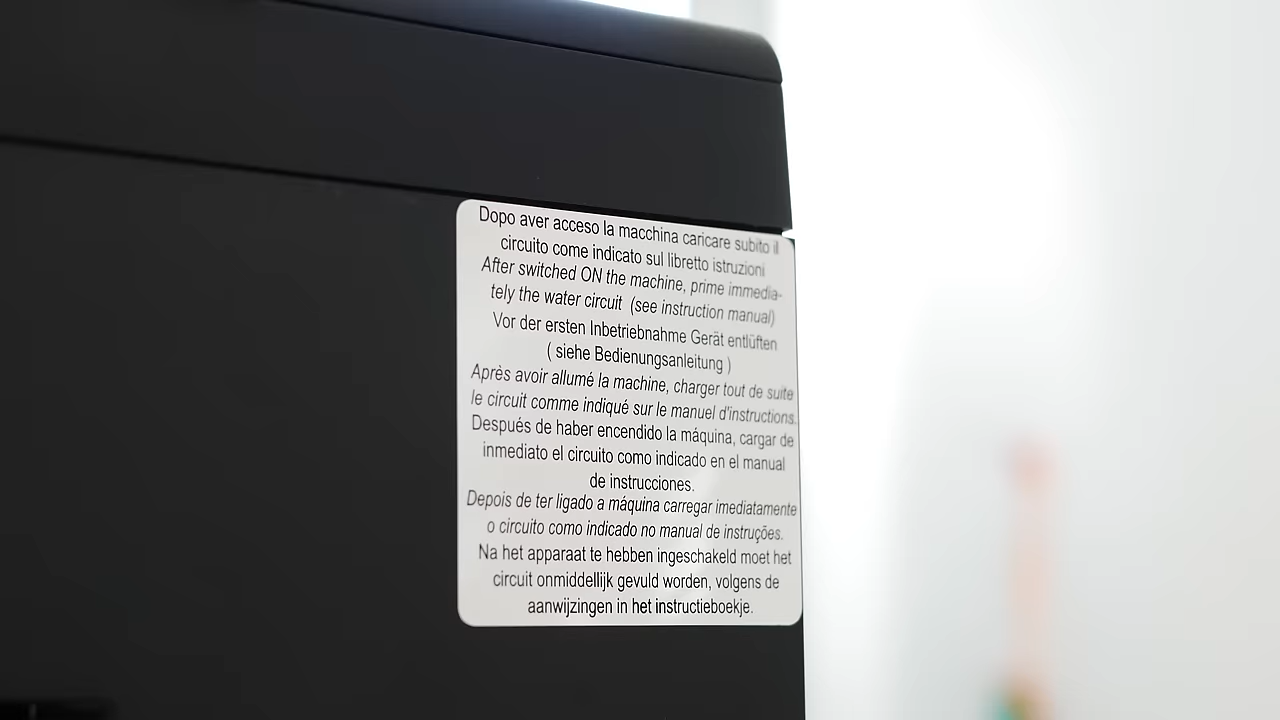 Dopo aver acceso la macchina caricare subito il
circuito come indicato sul libretto istruzioni
After switched ON the machine, prime immedia-
tely the water circuit (see instruction manual)
Vor der ersten Inbetriebnahme Gerät entlüften
( siehe Bedienungsanleitung )
Après avoir allumé la machine, charger tout de suite
le circuit comme indiqué sur le manuel d'instructions.
Después de haber encendido la máquina, cargar de
inmediato el circuito como indicado en el manual
de instrucciones.
Depois de ter ligado a máquina carregar imediatamente
o circuito como indicado no manual de instruções.
Na het apparaat te hebben ingeschakeld moet het
circuit onmiddellijk gevuld worden, volgens de
aanwijzingen in het instructieboekje.